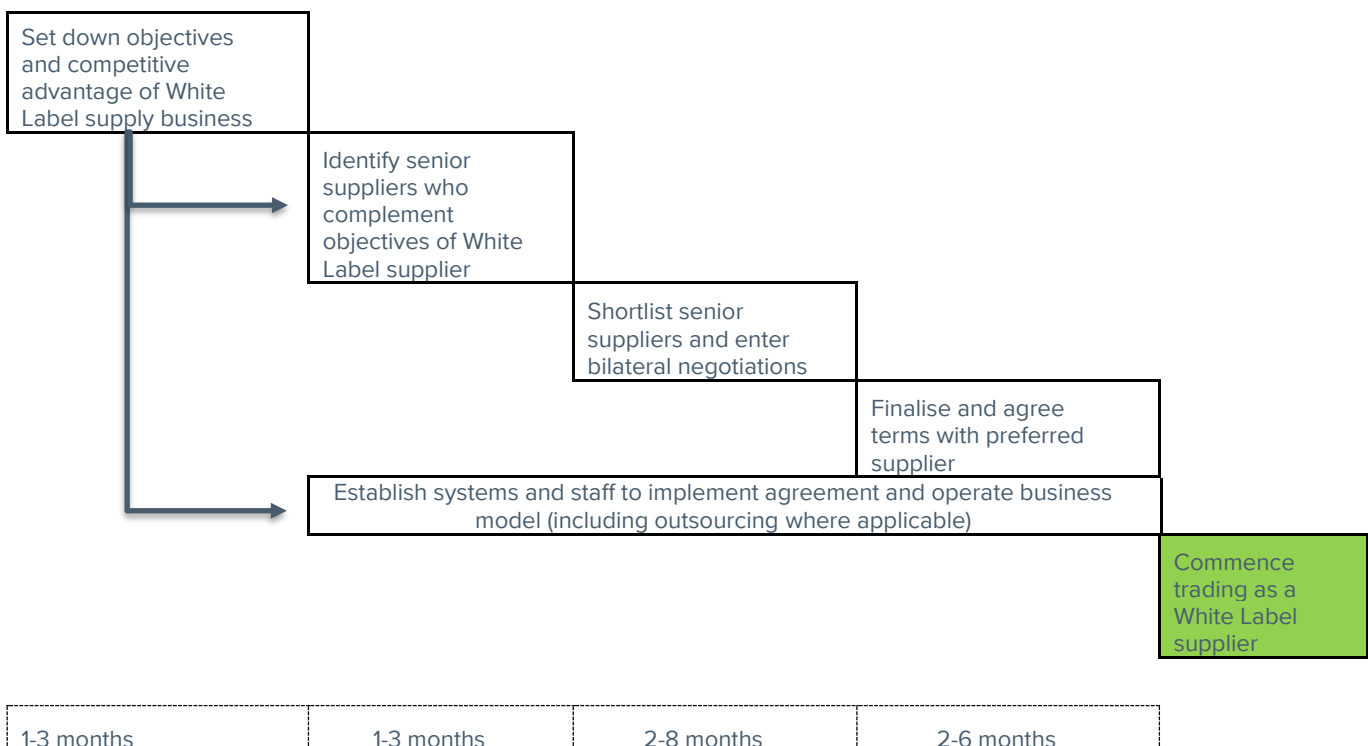 Set down objectives
and competitive
advantage of White
Label supply business
Identify senior
suppliers who
complement
objectives of White
Label supplier
Shortlist senior
suppliers and enter
bilateral negotiations
Finalise and agree
terms with preferred
supplier
Establish systems and staff to implement agreement and operate business
model (including outsourcing where applicable)
Commence
trading as a
White Label
supplier
1-3 months
1-3 months
2-8 months
2-6 months